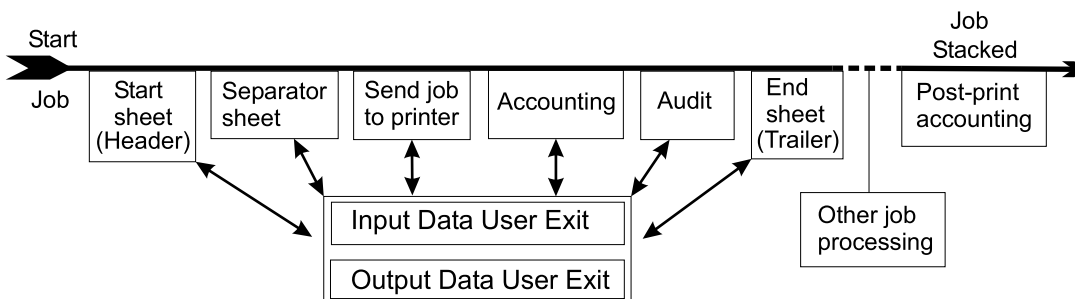 Start
Job
Job
Stacked
Start
sheet
(Header)
Separator
sheet
Send job
to printer
Accounting
Audit
End
sheet
(Trailer)
Post-print
accounting
Other job
processing
Input Data User Exit
Output Data User Exit